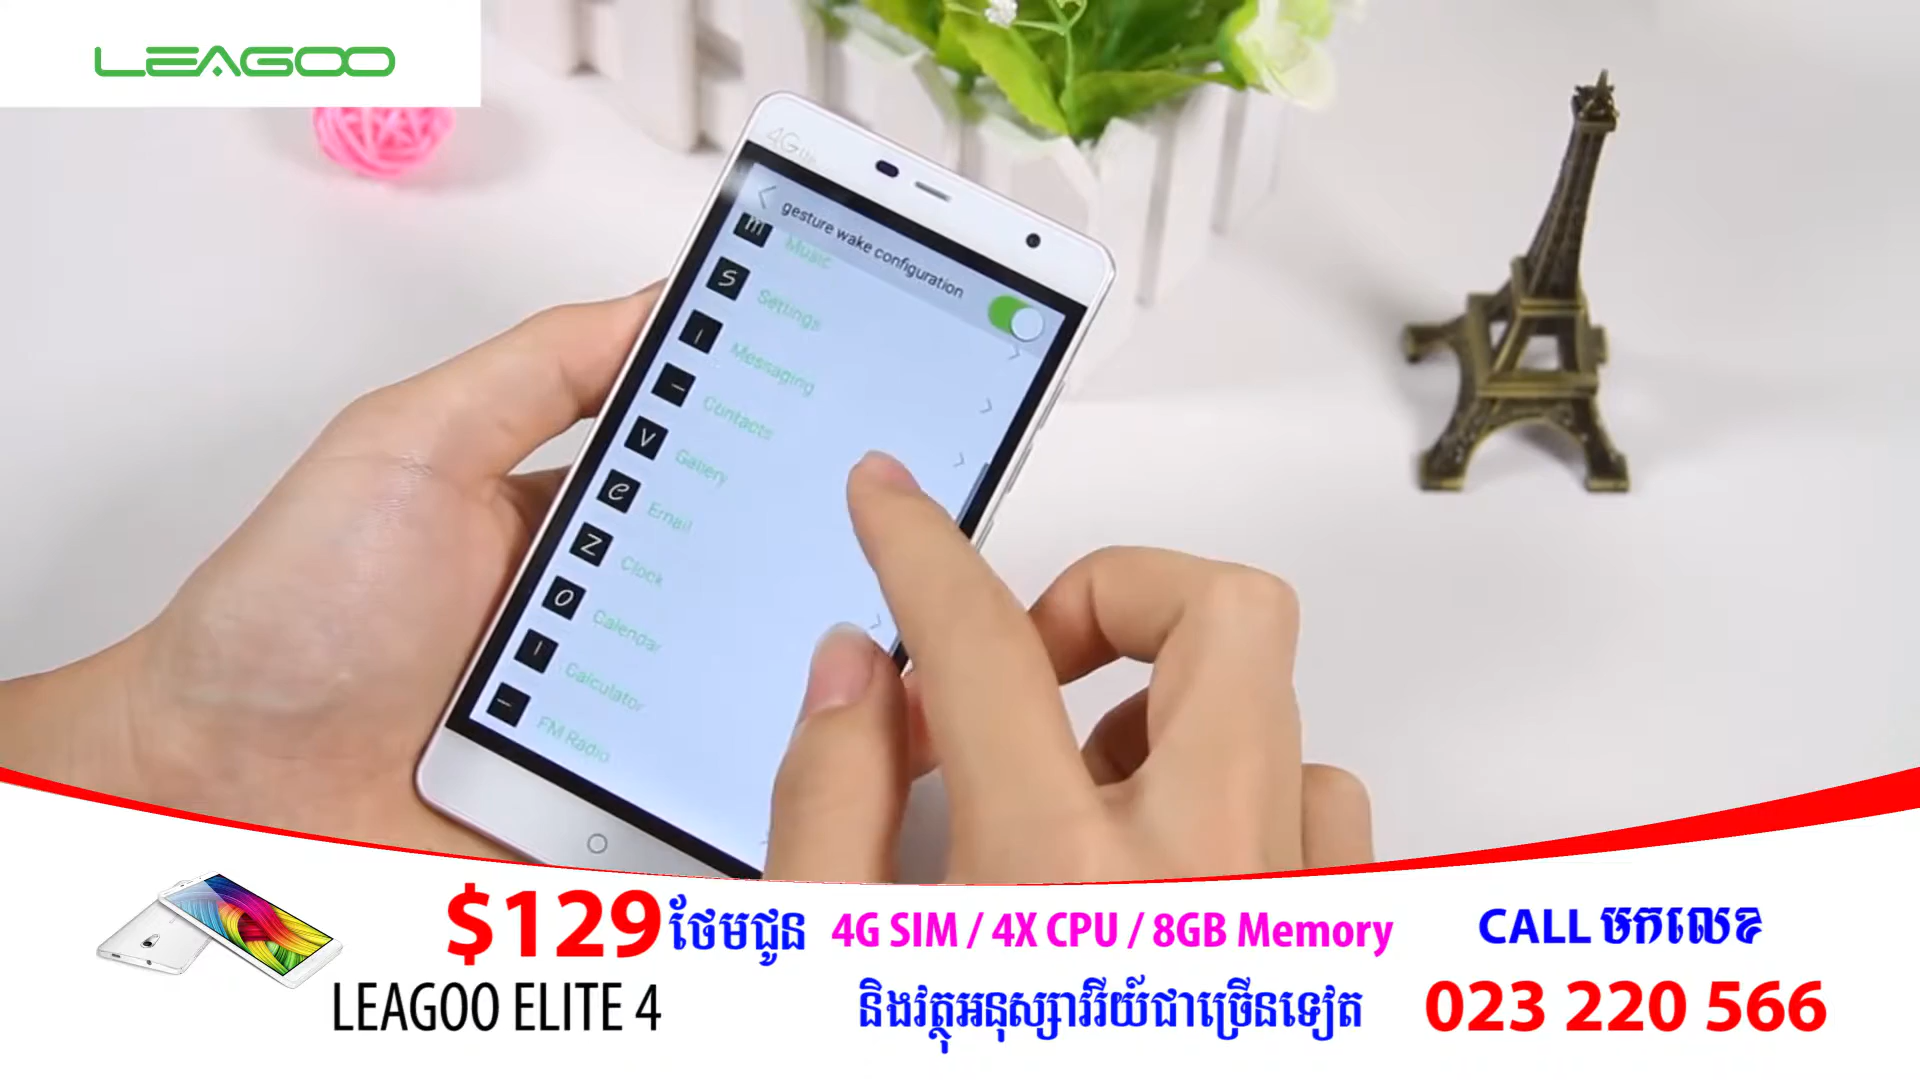 LEAGOO
4G Lte
gesture wake configuration
m Music
S Settings
Messaging
Contacts
V Gallery
e Email
Z Clock
O Calendar
Calculator
FM Radio
$129 ថែមជូន 4G SIM / 4X CPU / 8GB Memory
CALL មកលេខ
LEAGOO ELITE 4
និងវត្ថុអនុស្សាវរីយ៍ជាច្រើនទៀត
023 220 566